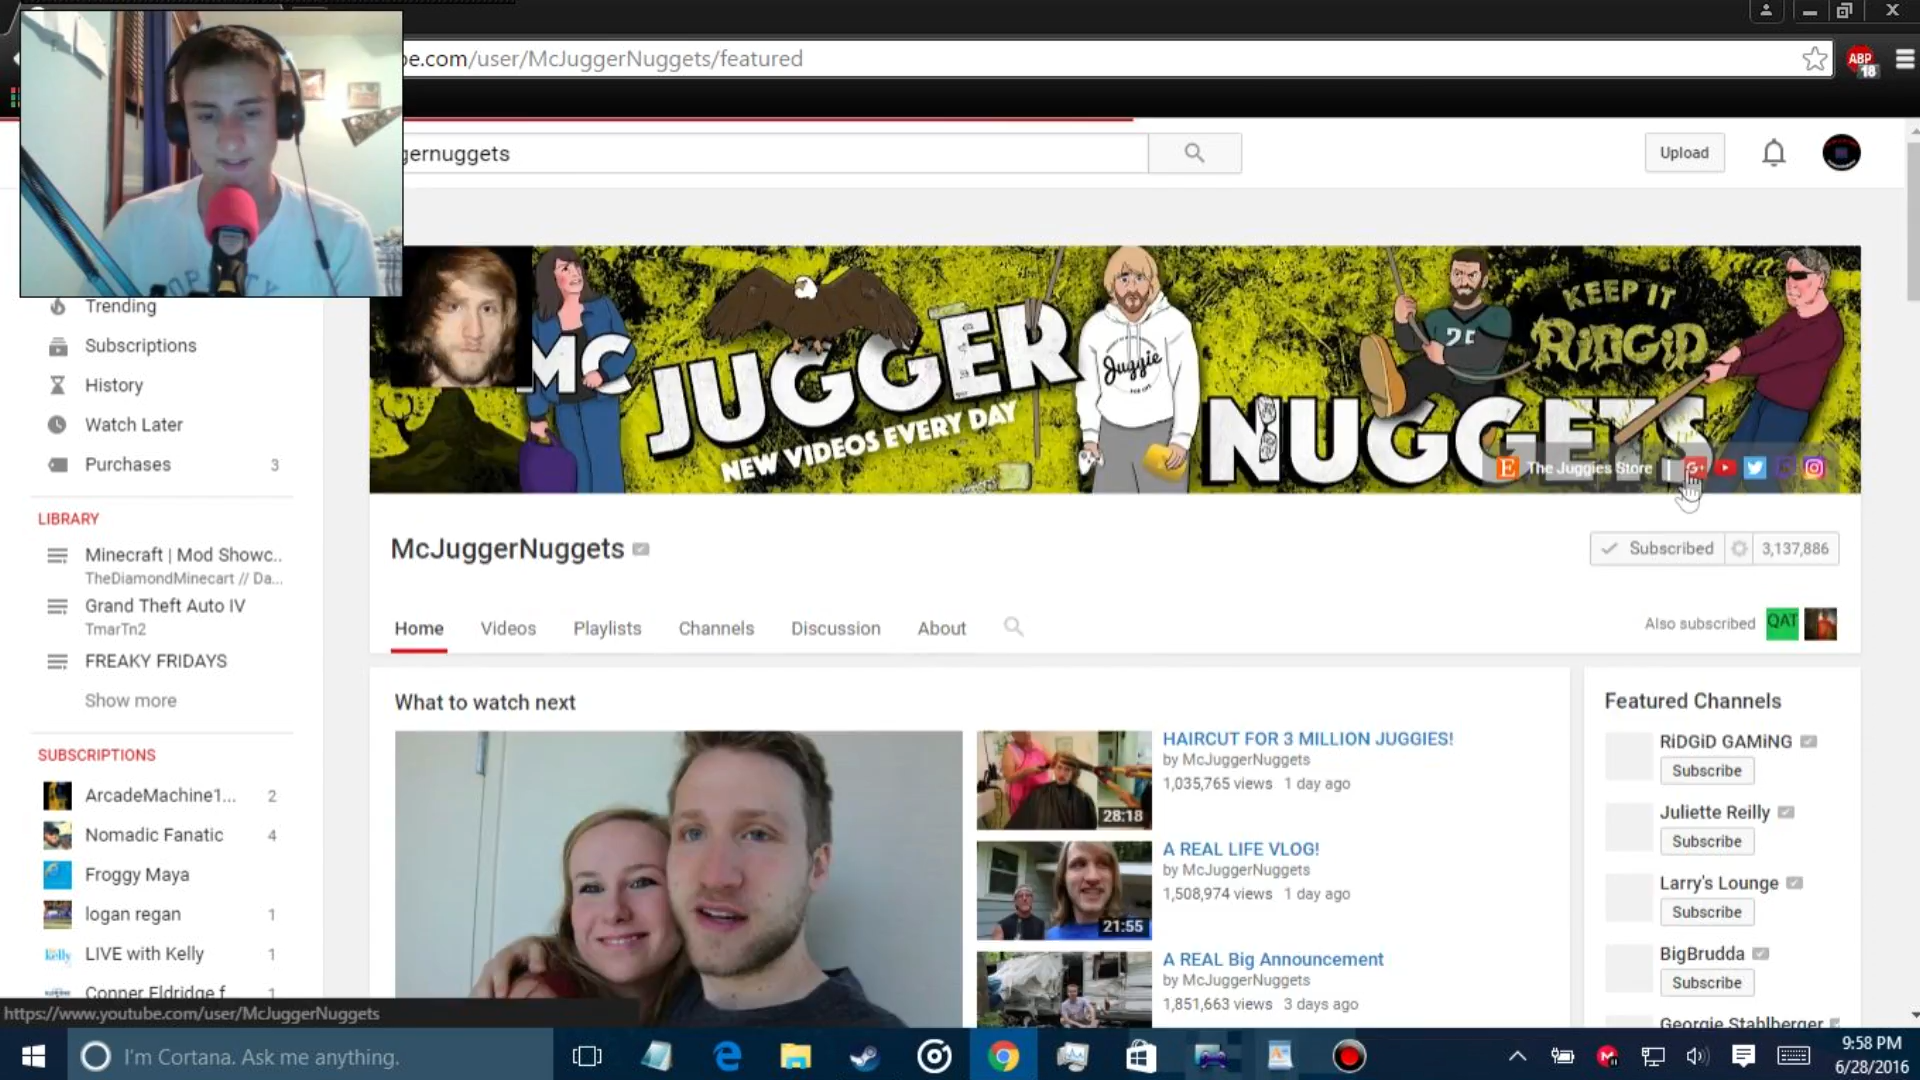 e.com/user/McJuggerNuggets/featured
ABP
18
gernuggets
Upload
MC JUGGER NUGGETS
NEW VIDEOS EVERY DAY
Juggie
KEEP IT
RiDGiD
The Juggies Store
Trending
Subscriptions
History
Watch Later
Purchases 3
LIBRARY
Minecraft | Mod Showc..
TheDiamondMinecart // Da...
Grand Theft Auto IV
TmarTn2
FREAKY FRIDAYS
Show more
SUBSCRIPTIONS
ArcadeMachine1... 2
Nomadic Fanatic 4
Froggy Maya
logan regan 1
LIVE with Kelly 1
Conner Eldridge f 1
McJuggerNuggets
Subscribed 3,137,886
Home Videos Playlists Channels Discussion About
Also subscribed QAT
What to watch next
HAIRCUT FOR 3 MILLION JUGGIES!
by McJuggerNuggets
1,035,765 views 1 day ago
28:18
A REAL LIFE VLOG!
by McJuggerNuggets
1,508,974 views 1 day ago
21:55
A REAL Big Announcement
by McJuggerNuggets
1,851,663 views 3 days ago
Featured Channels
RiDGiD GAMiNG
Subscribe
Juliette Reilly
Subscribe
Larry's Lounge
Subscribe
BigBrudda
Subscribe
Georgie Stahlberger
https://www.youtube.com/user/McJuggerNuggets
I'm Cortana. Ask me anything.
9:58 PM
6/28/2016